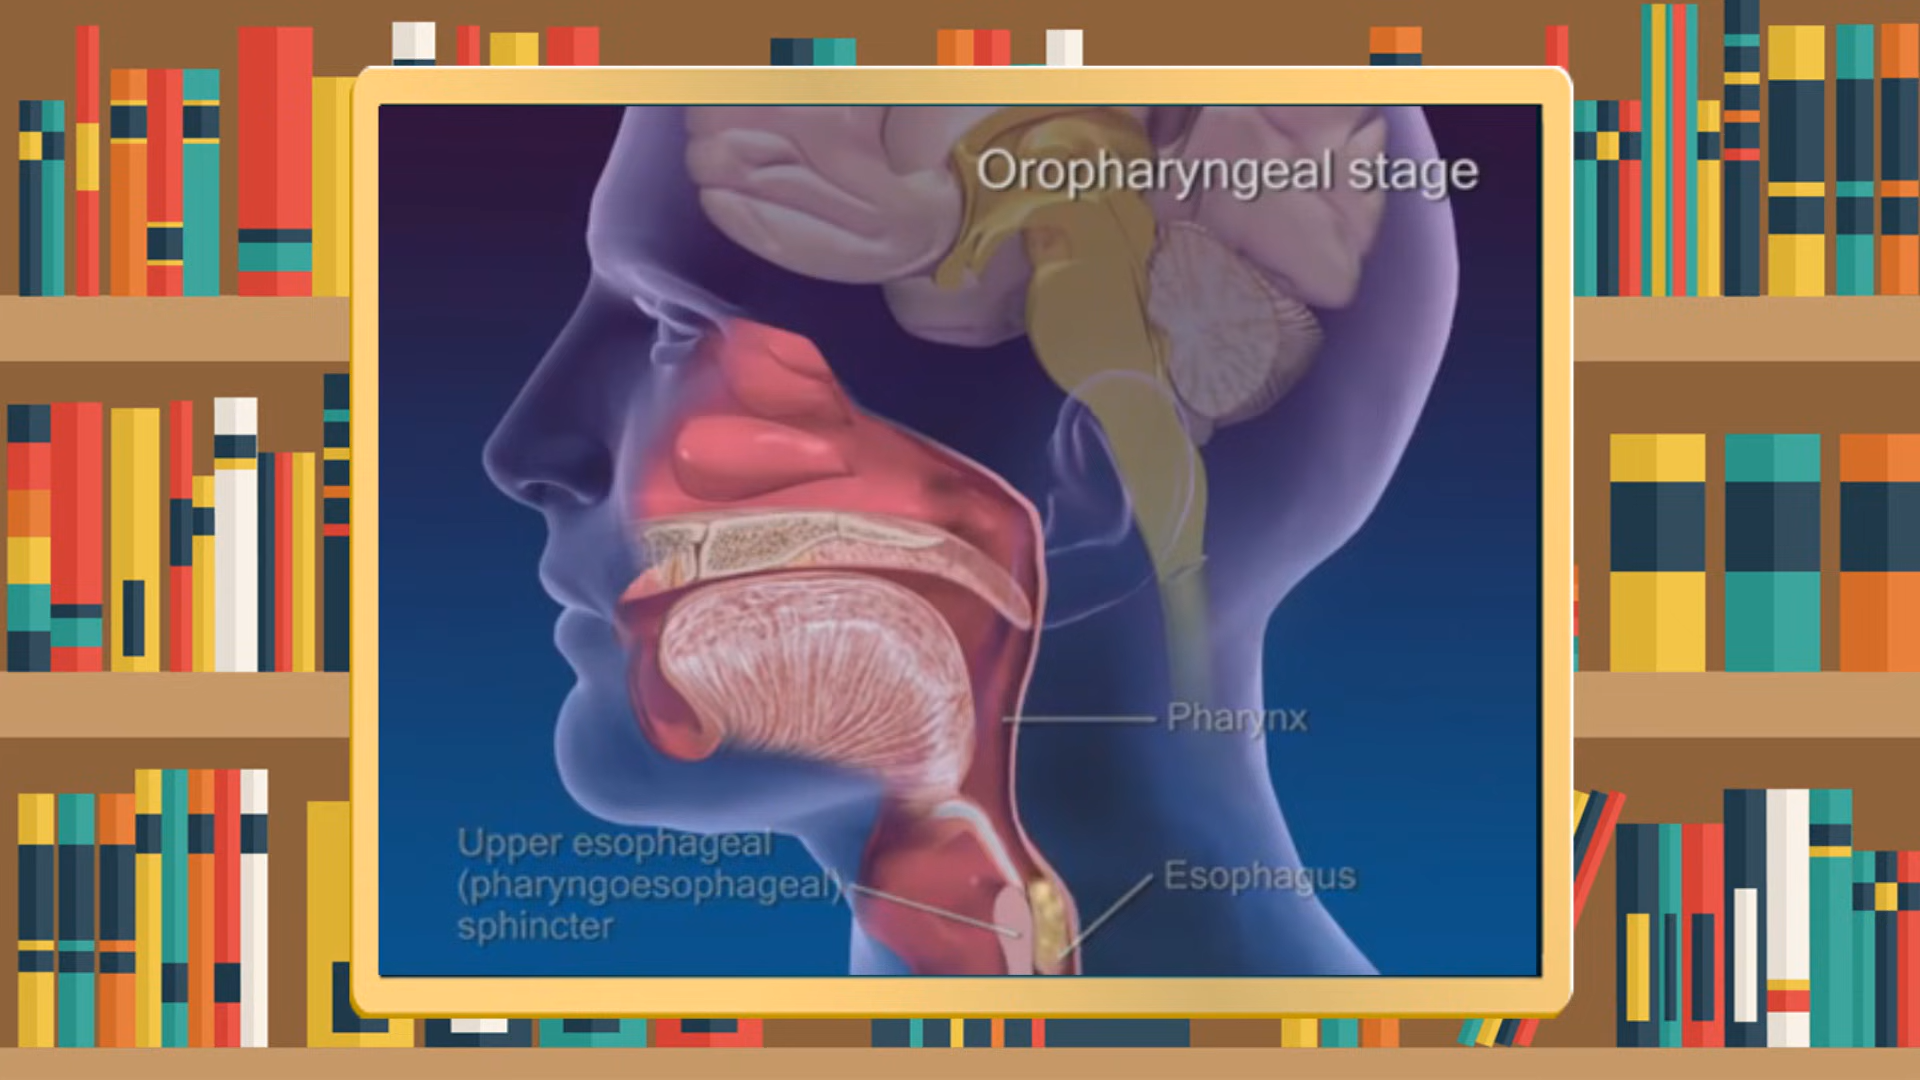 Oropharyngeal stage
Pharynx
Upper esophageal
(pharyngoesophageal)
sphincter
Esophagus